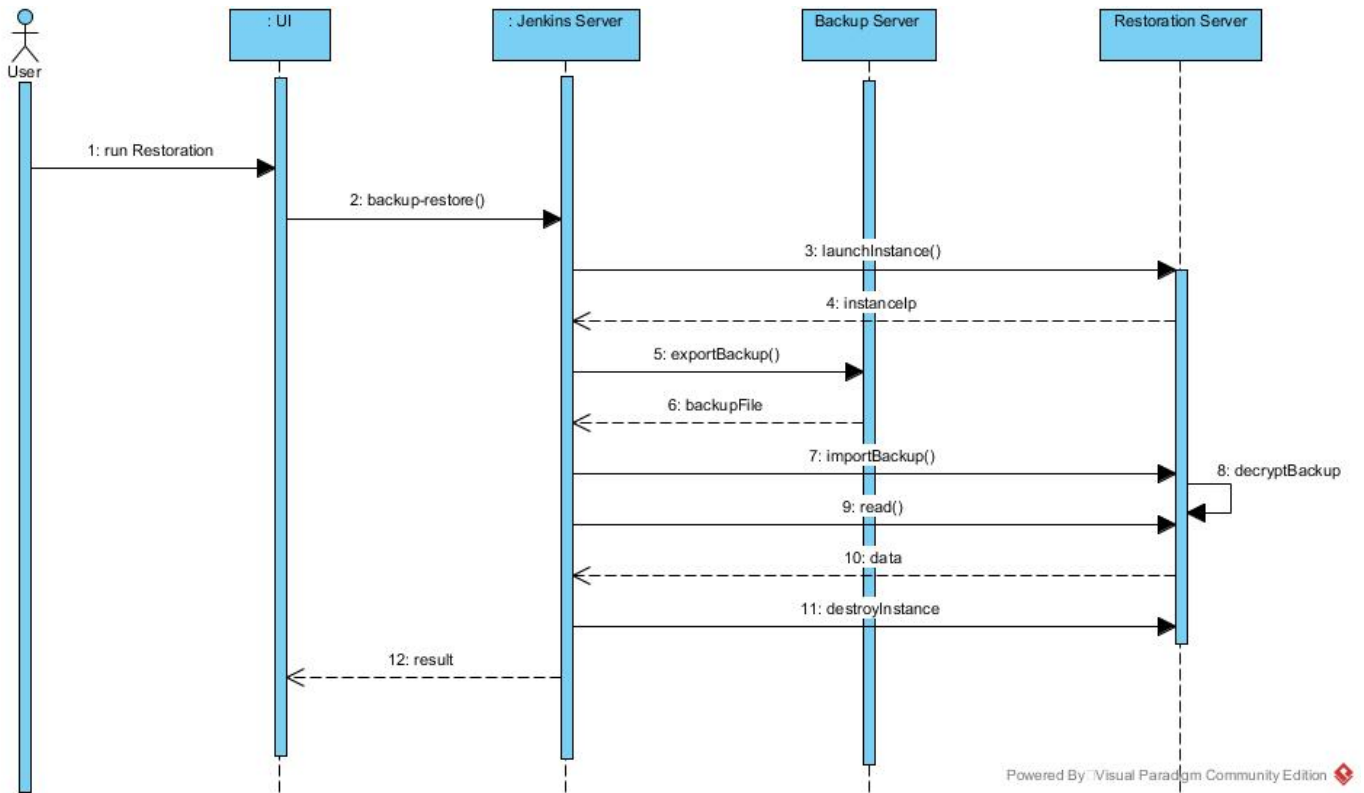 : UI
: Jenkins Server
Backup Server
Restoration Server
User
1: run Restoration
2: backup-restore()
3: launchInstance()
4: instanceIp
5: exportBackup()
6: backupFile
7: importBackup()
8: decryptBackup
9: read()
10: data
11: destroyInstance
12: result
Powered By Visual Paradigm Community Edition